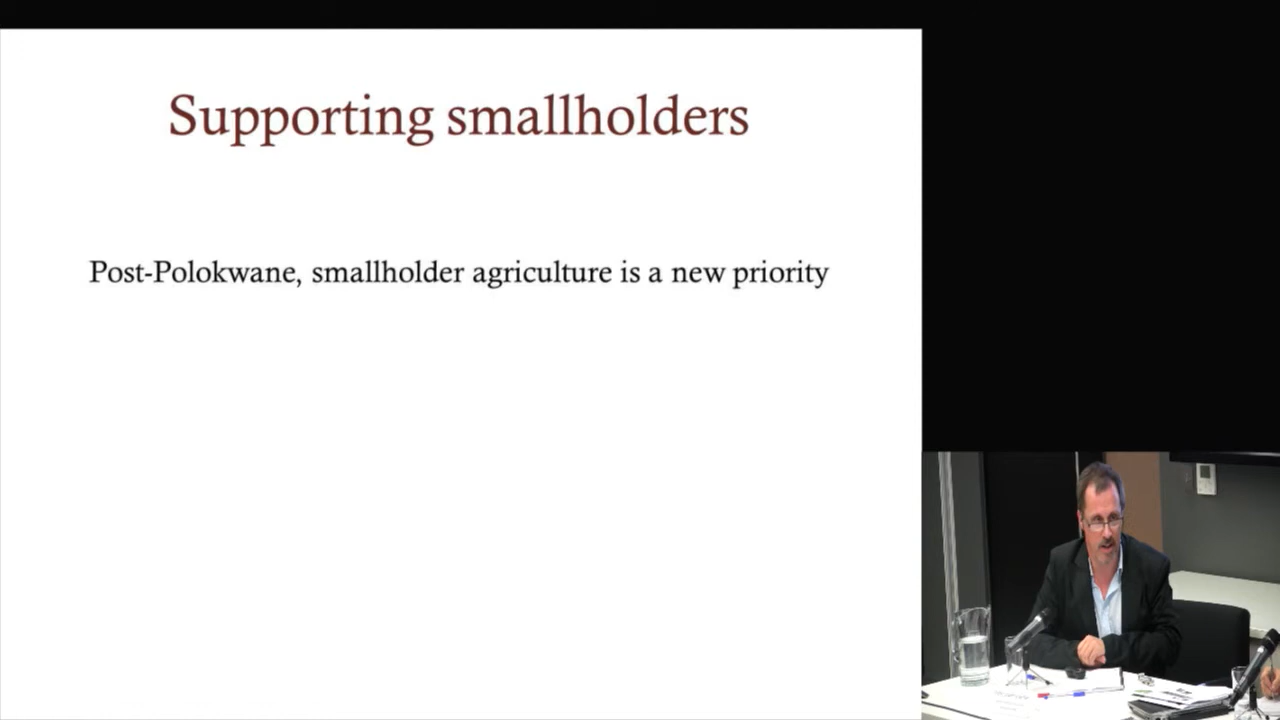 Supporting smallholders
Post-Polokwane, smallholder agriculture is a new priority